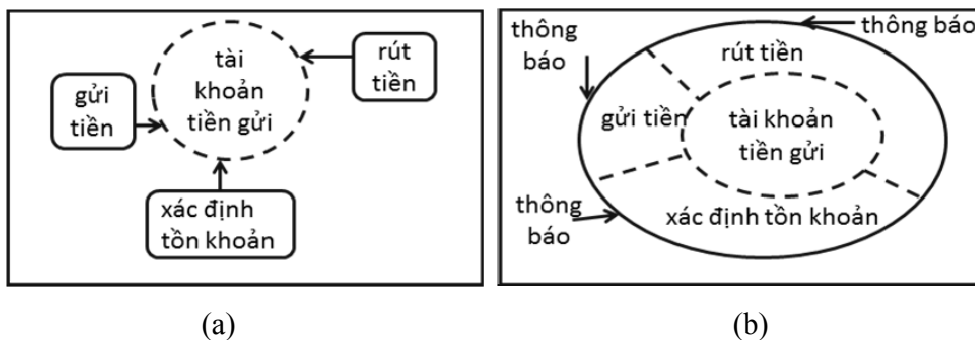 tài
khoản
tiền gửi
rút
tiền
gửi
tiền
xác định
tồn khoản
(a)
thông
báo
thông báo
rút tiền
gửi tiền
tài khoản
tiền gửi
thông
báo
xác định tồn khoản
(b)